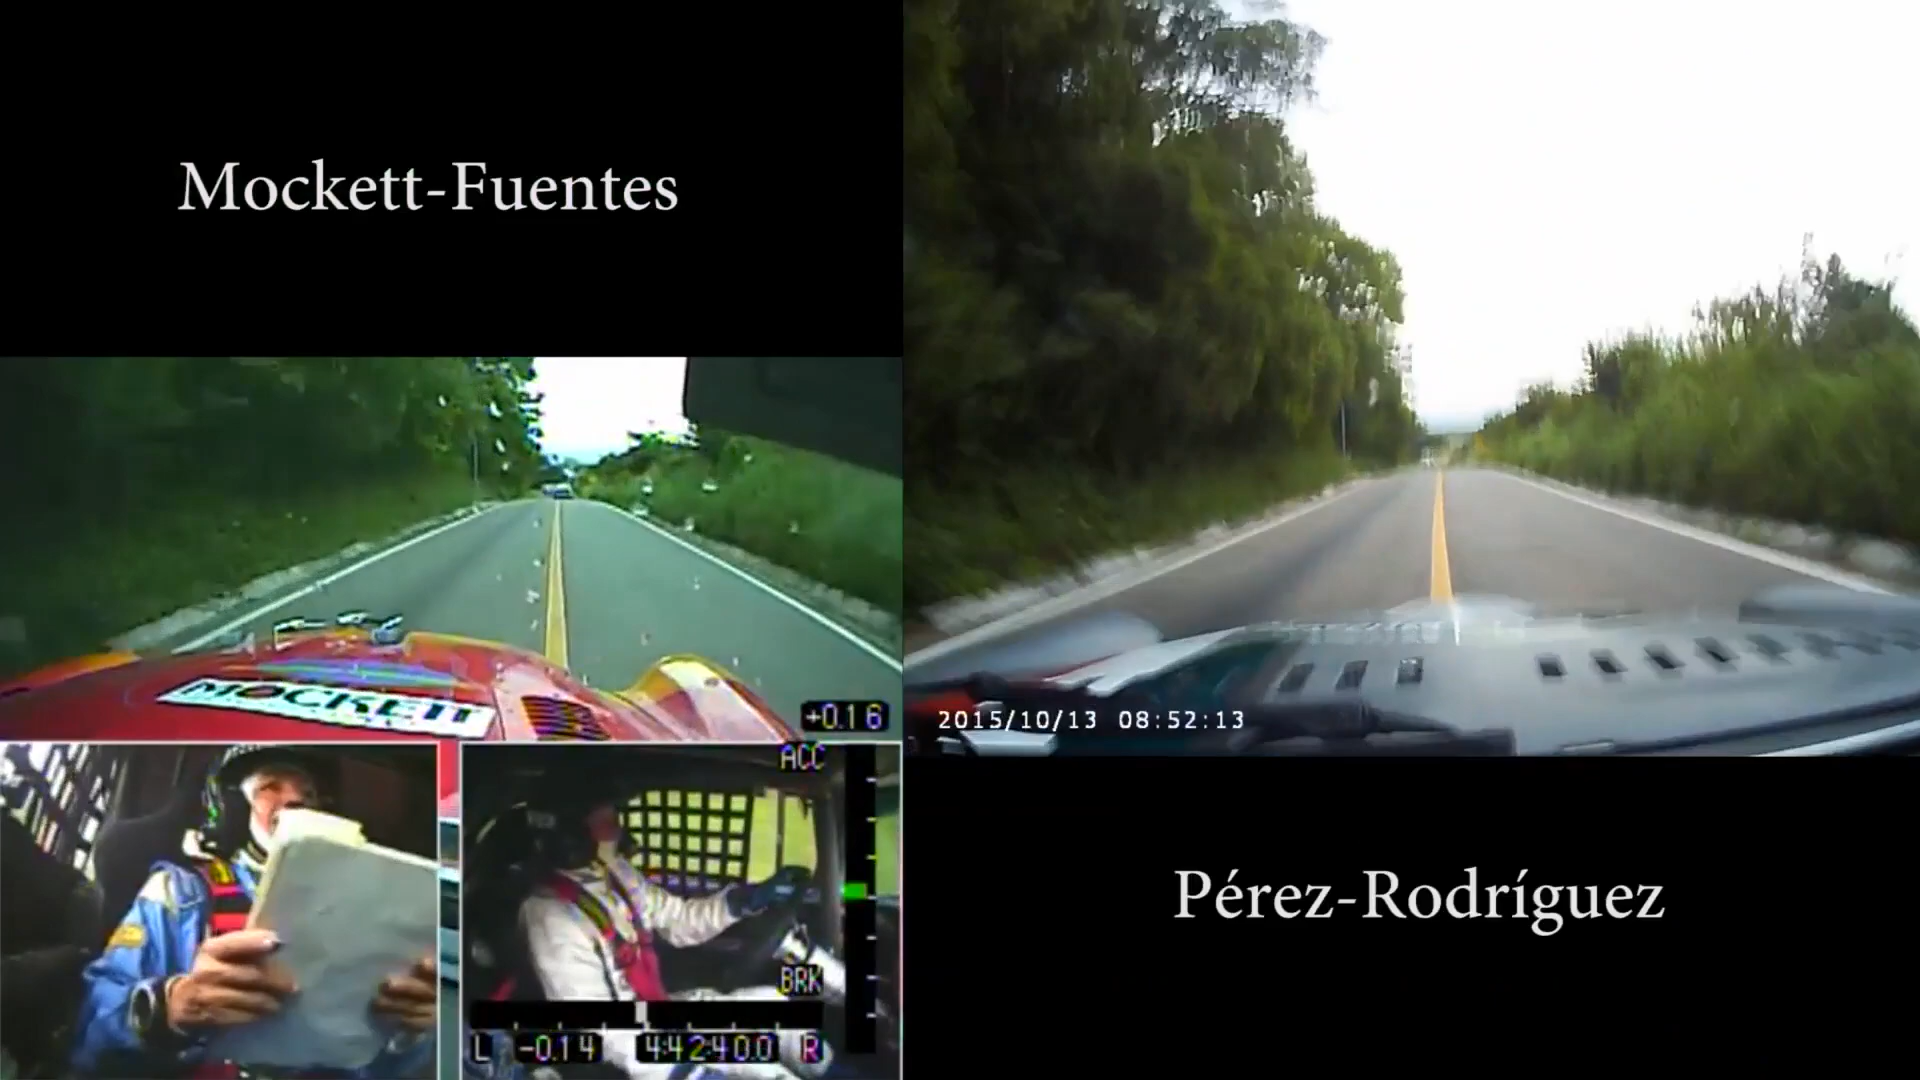 Mockett-Fuentes
MOCKETT
+0.16
2015/10/13 08:52:13
ACC
BRK
L -0.14 4:42:40.0 R
Pérez-Rodríguez